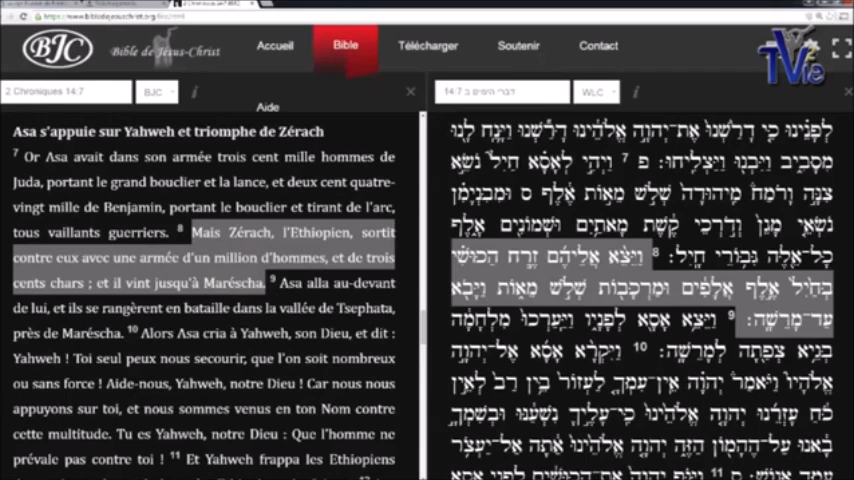 https://www.bibledejesuschrist.org
BJC
Bible de Jésus-Christ
Accueil
Bible
Télécharger
Soutenir
Contact
TVie
2 Chroniques 14:7
BJC
i
Aide
Asa s'appuie sur Yahweh et triomphe de Zérach
7 Or Asa avait dans son armée trois cent mille hommes de
Juda, portant le grand bouclier et la lance, et deux cent quatre-
vingt mille de Benjamin, portant le bouclier et tirant de l'arc,
tous vaillants guerriers. 8 Mais Zérach, l'Ethiopien, sortit
contre eux avec une armée d'un million d'hommes, et de trois
cents chars ; et il vint jusqu'à Maréscha. 9 Asa alla au-devant
de lui, et ils se rangèrent en bataille dans la vallée de Tsephata,
près de Maréscha. 10 Alors Asa cria à Yahweh, son Dieu, et dit :
Yahweh ! Toi seul peux nous secourir, que l'on soit nombreux
ou sans force ! Aide-nous, Yahweh, notre Dieu ! Car nous nous
appuyons sur toi, et nous sommes venus en ton Nom contre
cette multitude. Tu es Yahweh, notre Dieu : Que l'homme ne
prévale pas contre toi ! 11 Et Yahweh frappa les Ethiopiens
דברי הימים ב 14:7
WLC
i
לְפָנֵ֗ינוּ כִּ֤י דָרַ֙שְׁנוּ֙ אֶת־יְהוָ֣ה אֱלֹהֵ֔ינוּ דָּרַ֕שְׁנוּ וַיָּ֥נַֽח לָ֖נוּ
מִסָּבִ֑יב וַיִּבְנ֖וּ וַיַּצְלִֽיחוּ׃ פ 7 וַיְהִ֣י לְאָסָ֗א חַיִל֮ נֹשֵׂ֣א
צִנָּ֣ה וָרֹמַח֒ מִֽיהוּדָה֙ שְׁלֹ֣שׁ מֵא֣וֹת אֶ֔לֶף ס וּמִבִּנְיָמִ֗ן
נֹשְׂאֵ֤י מָגֵן֙ וְדֹ֣רְכֵי קֶ֔שֶׁת מָאתַ֥יִם וּשְׁמוֹנִ֖ים אָ֑לֶף
כָּל־אֵ֖לֶּה גִּבּ֥וֹרֵי חָֽיִל׃ 8 וַיֵּצֵ֨א אֲלֵיהֶ֜ם זֶ֣רַח הַכּוּשִׁ֗י
בְּחַ֙יִל֙ אֶ֣לֶף אֲלָפִ֔ים וּמַרְכָּב֖וֹת שְׁלֹ֣שׁ מֵא֑וֹת וַיָּבֹ֖א
עַד־מָרֵשָֽׁה׃ 9 וַיֵּצֵ֥א אָסָ֖א לְפָנָ֑יו וַיַּֽעַרְכוּ֙ מִלְחָמָ֔ה
בְּגֵ֥יא צְפַ֖תָה לְמָרֵשָֽׁה׃ 10 וַיִּקְרָ֨א אָסָ֜א אֶל־יְהוָ֣ה
אֱלֹהָיו֮ וַיֹּאמַר֒ יְהוָ֗ה אֵֽין־עִמְּךָ֤ לַעְזוֹר֙ בֵּ֥ין רַב֙ לְאֵ֣ין
כֹּ֔חַ עָזְרֵ֜נוּ יְהוָ֤ה אֱלֹהֵ֙ינוּ֙ כִּֽי־עָלֶ֣יךָ נִשְׁעַ֔נּוּ וּבְשִׁמְךָ֣
בָ֔אנוּ עַל־הֶהָמ֖וֹן הַזֶּ֑ה יְהוָ֤ה אֱלֹהֵ֙ינוּ֙ אַ֔תָּה אַל־יַעְצֹ֥ר
עִמְּךָ֖ אֱנֽוֹשׁ׃ ס 11 וַיִּגֹּ֤ף יְהוָה֙ אֶת־הַכּוּשִׁ֔ים לִפְנֵ֥י אָסָ֖א